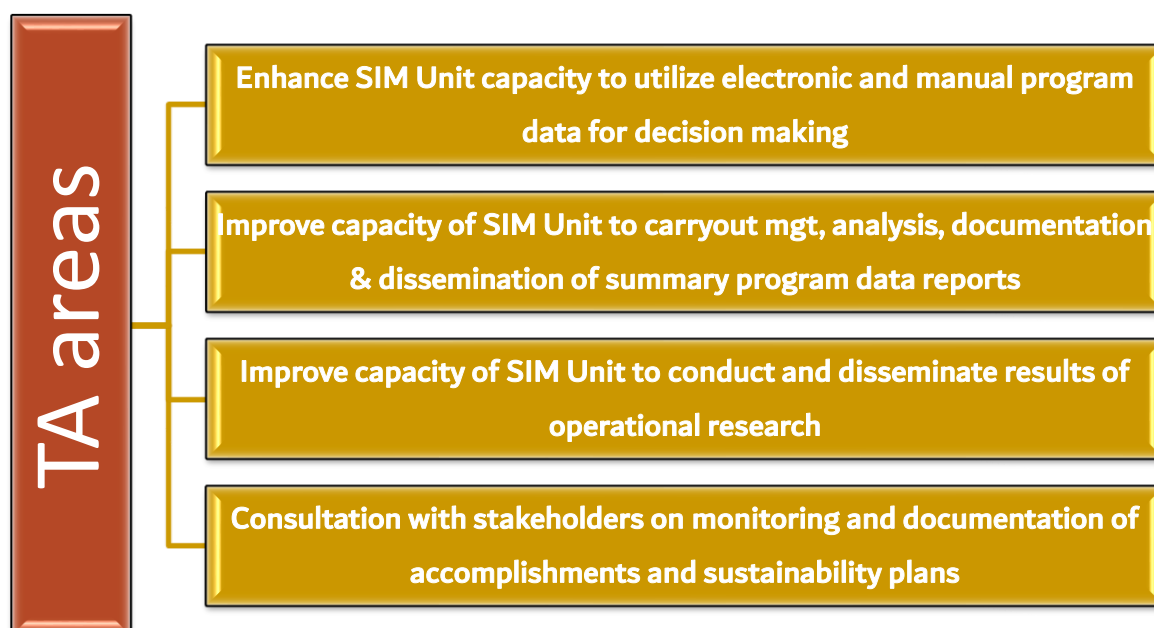 TA areas
Enhance SIM Unit capacity to utilize electronic and manual program
data for decision making
Improve capacity of SIM Unit to carryout mgt, analysis, documentation
& dissemination of summary program data reports
Improve capacity of SIM Unit to conduct and disseminate results of
operational research
Consultation with stakeholders on monitoring and documentation of
accomplishments and sustainability plans